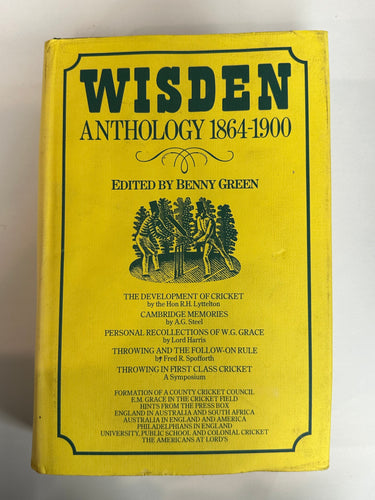 WISDEN
ANTHOLOGY 1864-1900
EDITED BY BENNY GREEN
THE DEVELOPMENT OF CRICKET
by the Hon R.H. Lyttelton
CAMBRIDGE MEMORIES
by A.G. Steel
PERSONAL RECOLLECTIONS OF W.G. GRACE
by Lord Harris
THROWING AND THE FOLLOW-ON RULE
by Fred R. Spofforth
THROWING IN FIRST CLASS CRICKET
A Symposium
FORMATION OF A COUNTY CRICKET COUNCIL
E.M. GRACE IN THE CRICKET FIELD
HINTS FROM THE PRESS BOX
ENGLAND IN AUSTRALIA AND SOUTH AFRICA
AUSTRALIA IN ENGLAND AND AMERICA
PHILADELPHIANS IN ENGLAND
UNIVERSITY, PUBLIC SCHOOL AND COLONIAL CRICKET
THE AMERICANS AT LORD'S